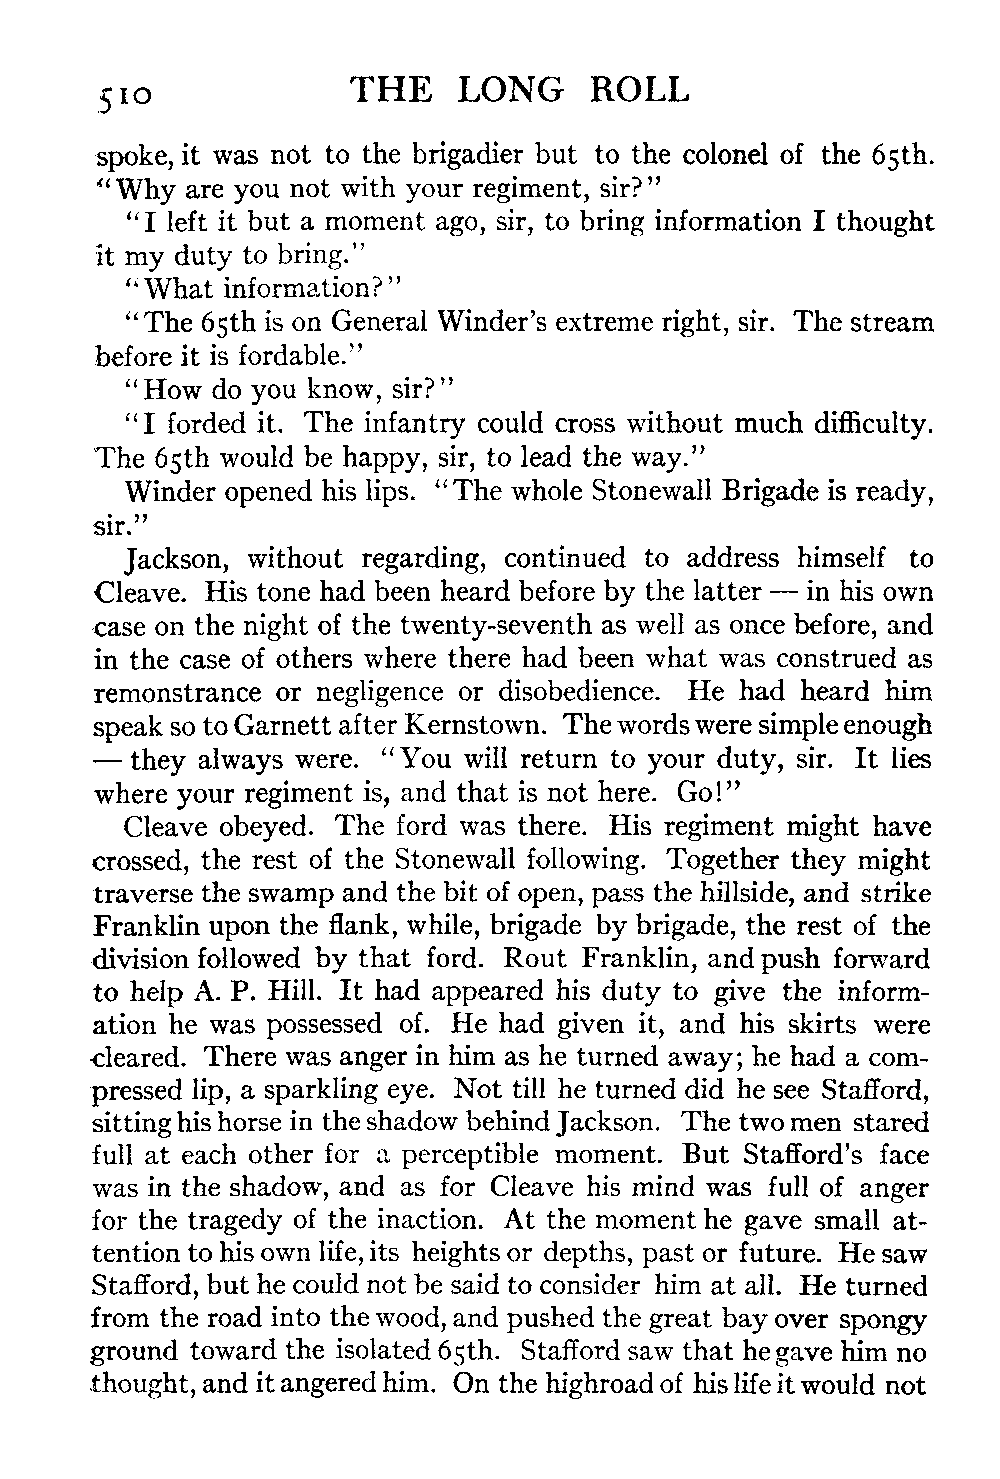 510 THE LONG ROLL
spoke, it was not to the brigadier but to the colonel of the 65th.
"Why are you not with your regiment, sir?"
"I left it but a moment ago, sir, to bring information I thought
it my duty to bring."
"What information?"
"The 65th is on General Winder's extreme right, sir. The stream
before it is fordable."
"How do you know, sir?"
"I forded it. The infantry could cross without much difficulty.
The 65th would be happy, sir, to lead the way."
Winder opened his lips. "The whole Stonewall Brigade is ready,
sir."
Jackson, without regarding, continued to address himself to
Cleave. His tone had been heard before by the latter — in his own
case on the night of the twenty-seventh as well as once before, and
in the case of others where there had been what was construed as
remonstrance or negligence or disobedience. He had heard him
speak so to Garnett after Kernstown. The words were simple enough
— they always were. "You will return to your duty, sir. It lies
where your regiment is, and that is not here. Go!"
Cleave obeyed. The ford was there. His regiment might have
crossed, the rest of the Stonewall following. Together they might
traverse the swamp and the bit of open, pass the hillside, and strike
Franklin upon the flank, while, brigade by brigade, the rest of the
division followed by that ford. Rout Franklin, and push forward
to help A. P. Hill. It had appeared his duty to give the inform-
ation he was possessed of. He had given it, and his skirts were
cleared. There was anger in him as he turned away; he had a com-
pressed lip, a sparkling eye. Not till he turned did he see Stafford,
sitting his horse in the shadow behind Jackson. The two men stared
full at each other for a perceptible moment. But Stafford's face
was in the shadow, and as for Cleave his mind was full of anger
for the tragedy of the inaction. At the moment he gave small at-
tention to his own life, its heights or depths, past or future. He saw
Stafford, but he could not be said to consider him at all. He turned
from the road into the wood, and pushed the great bay over spongy
ground toward the isolated 65th. Stafford saw that he gave him no
thought, and it angered him. On the highroad of his life it would not